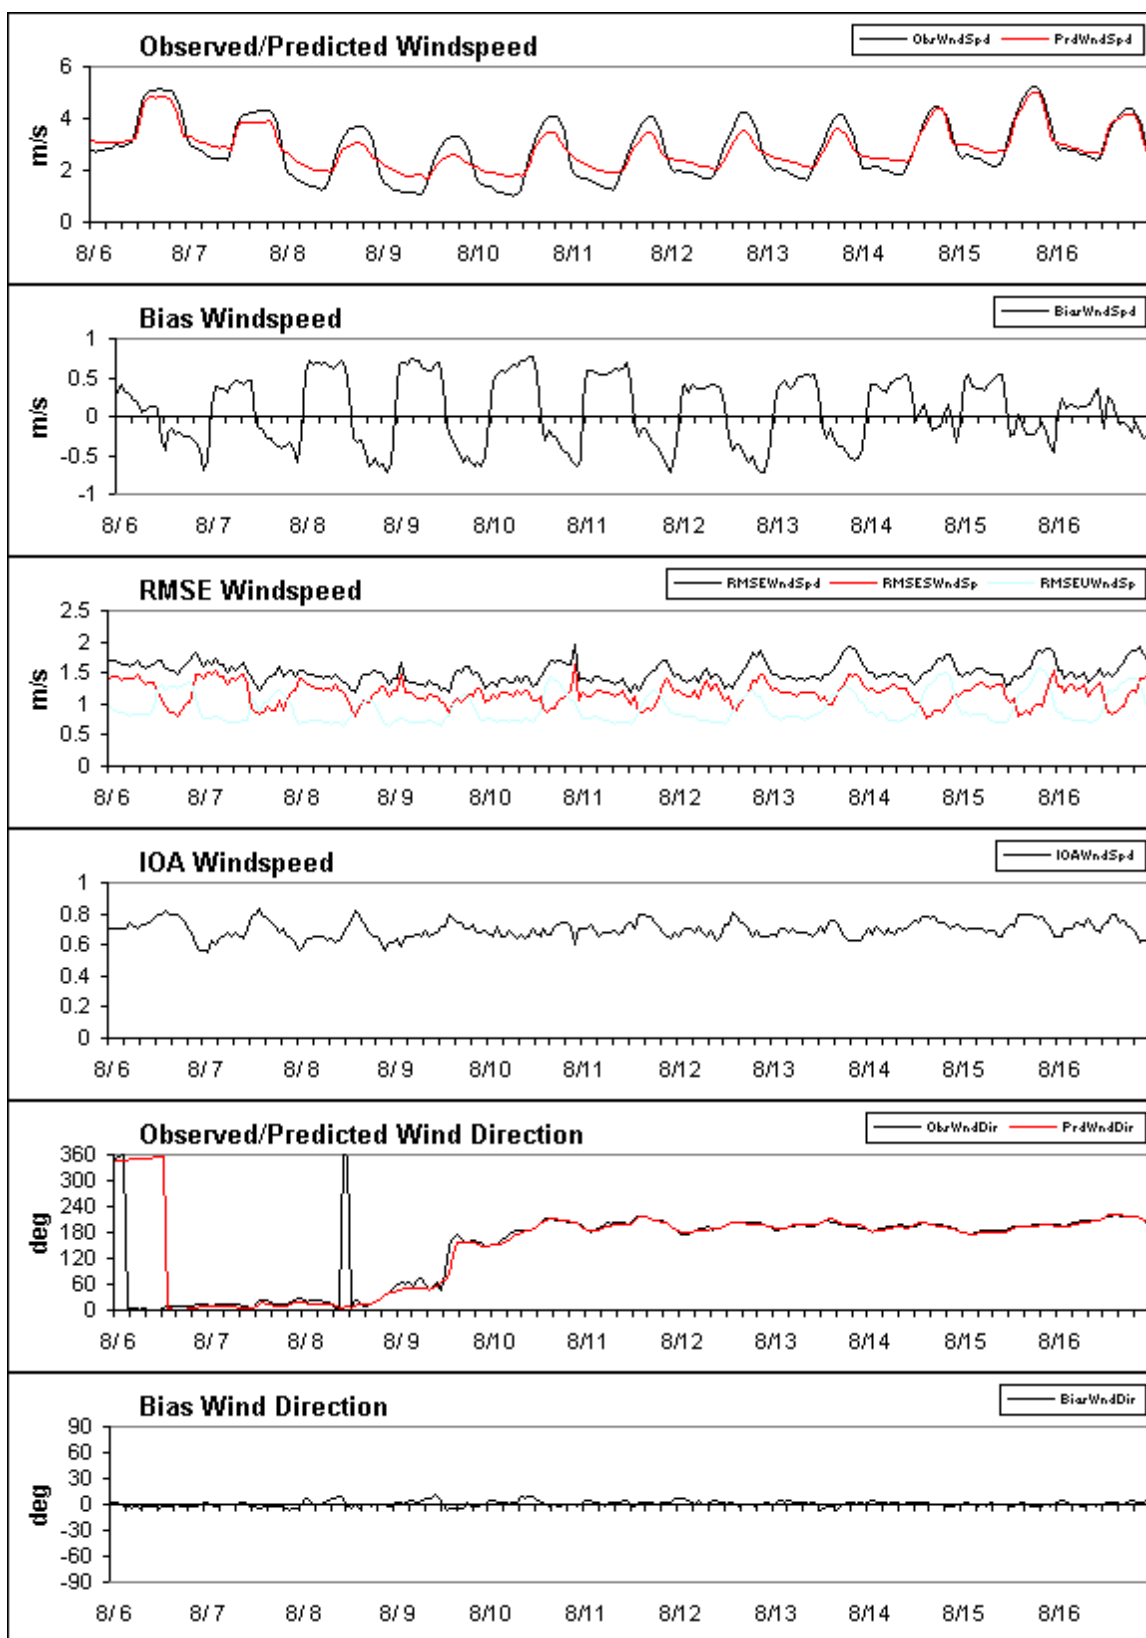 Observed/Predicted Windspeed
ObsWndSpd PrdWndSpd
6
4
2
0
m/s
8/ 6 8/ 7 8/ 8 8/ 9 8/10 8/11 8/12 8/13 8/14 8/15 8/16
Bias Windspeed
BiasWndSpd
1
0.5
0
-0.5
-1
m/s
8/ 6 8/ 7 8/ 8 8/ 9 8/10 8/11 8/12 8/13 8/14 8/15 8/16
RMSE Windspeed
RMSEWndSpd RMSESWndSp RMSEUWndSp
2.5
2
1.5
1
0.5
0
m/s
8/ 6 8/ 7 8/ 8 8/ 9 8/10 8/11 8/12 8/13 8/14 8/15 8/16
IOA Windspeed
IOAWndSpd
1
0.8
0.6
0.4
0.2
0
8/ 6 8/ 7 8/ 8 8/ 9 8/10 8/11 8/12 8/13 8/14 8/15 8/16
Observed/Predicted Wind Direction
ObsWndDir PrdWndDir
360
300
240
180
120
60
0
deg
8/ 6 8/ 7 8/ 8 8/ 9 8/10 8/11 8/12 8/13 8/14 8/15 8/16
Bias Wind Direction
BiasWndDir
90
60
30
0
-30
-60
-90
deg
8/ 6 8/ 7 8/ 8 8/ 9 8/10 8/11 8/12 8/13 8/14 8/15 8/16